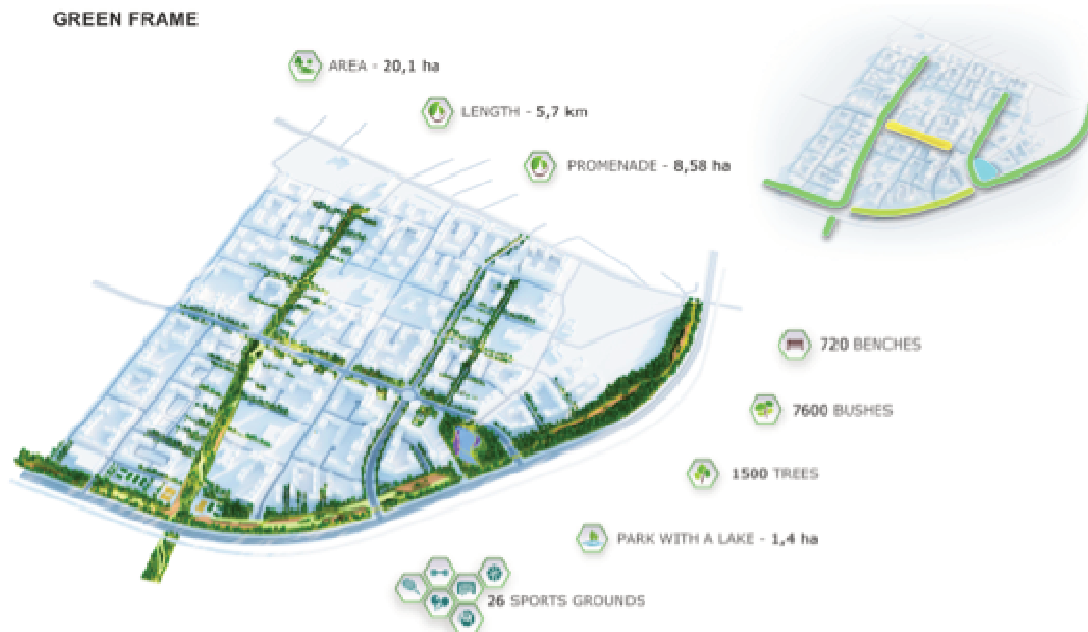 GREEN FRAME
AREA - 20,1 ha
LENGTH - 5,7 km
PROMENADE - 8,58 ha
720 BENCHES
7600 BUSHES
1500 TREES
PARK WITH A LAKE - 1,4 ha
26 SPORTS GROUNDS